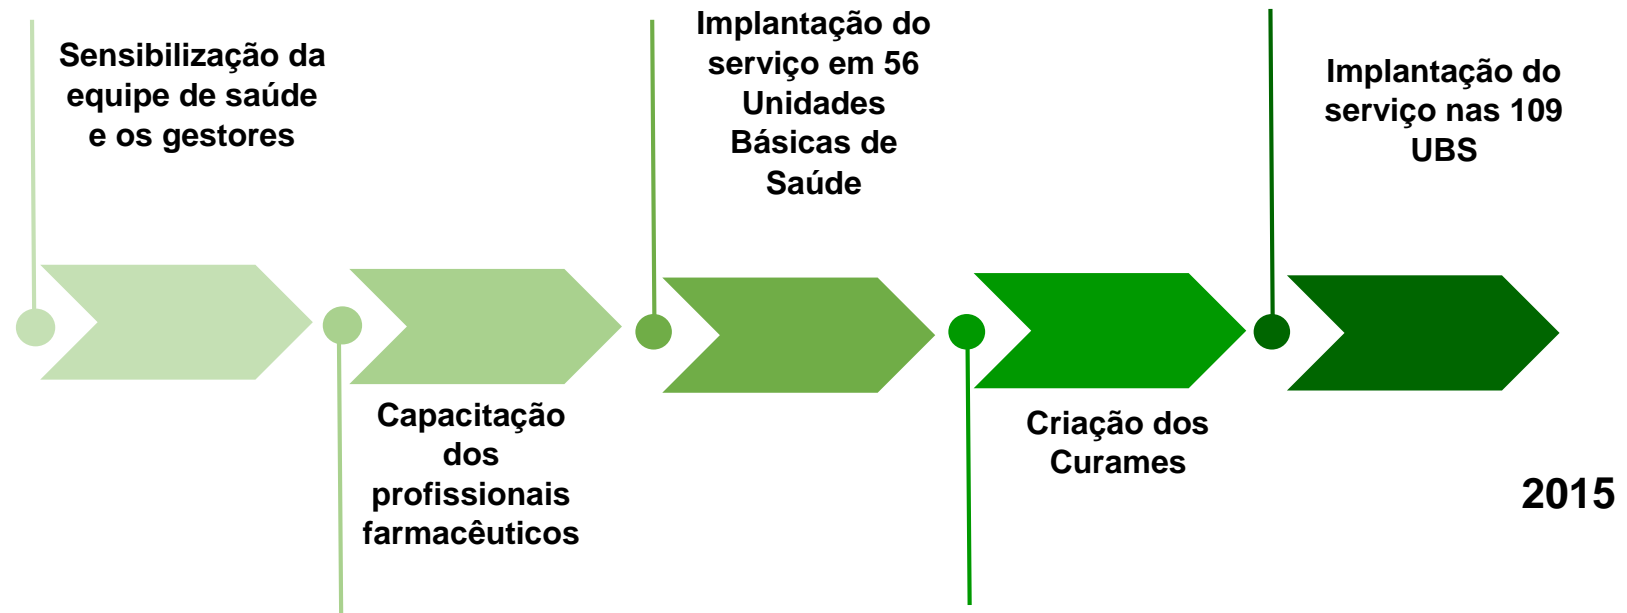 Sensibilização da
equipe de saúde
e os gestores
Capacitação
dos
profissionais
farmacêuticos
Implantação do
serviço em 56
Unidades
Básicas de
Saúde
Criação dos
Curames
Implantação do
serviço nas 109
UBS
2015